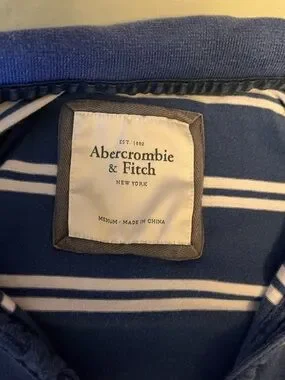 EST. 1892
Abercrombie
& Fitch
NEW YORK
MEDIUM - MADE IN CHINA